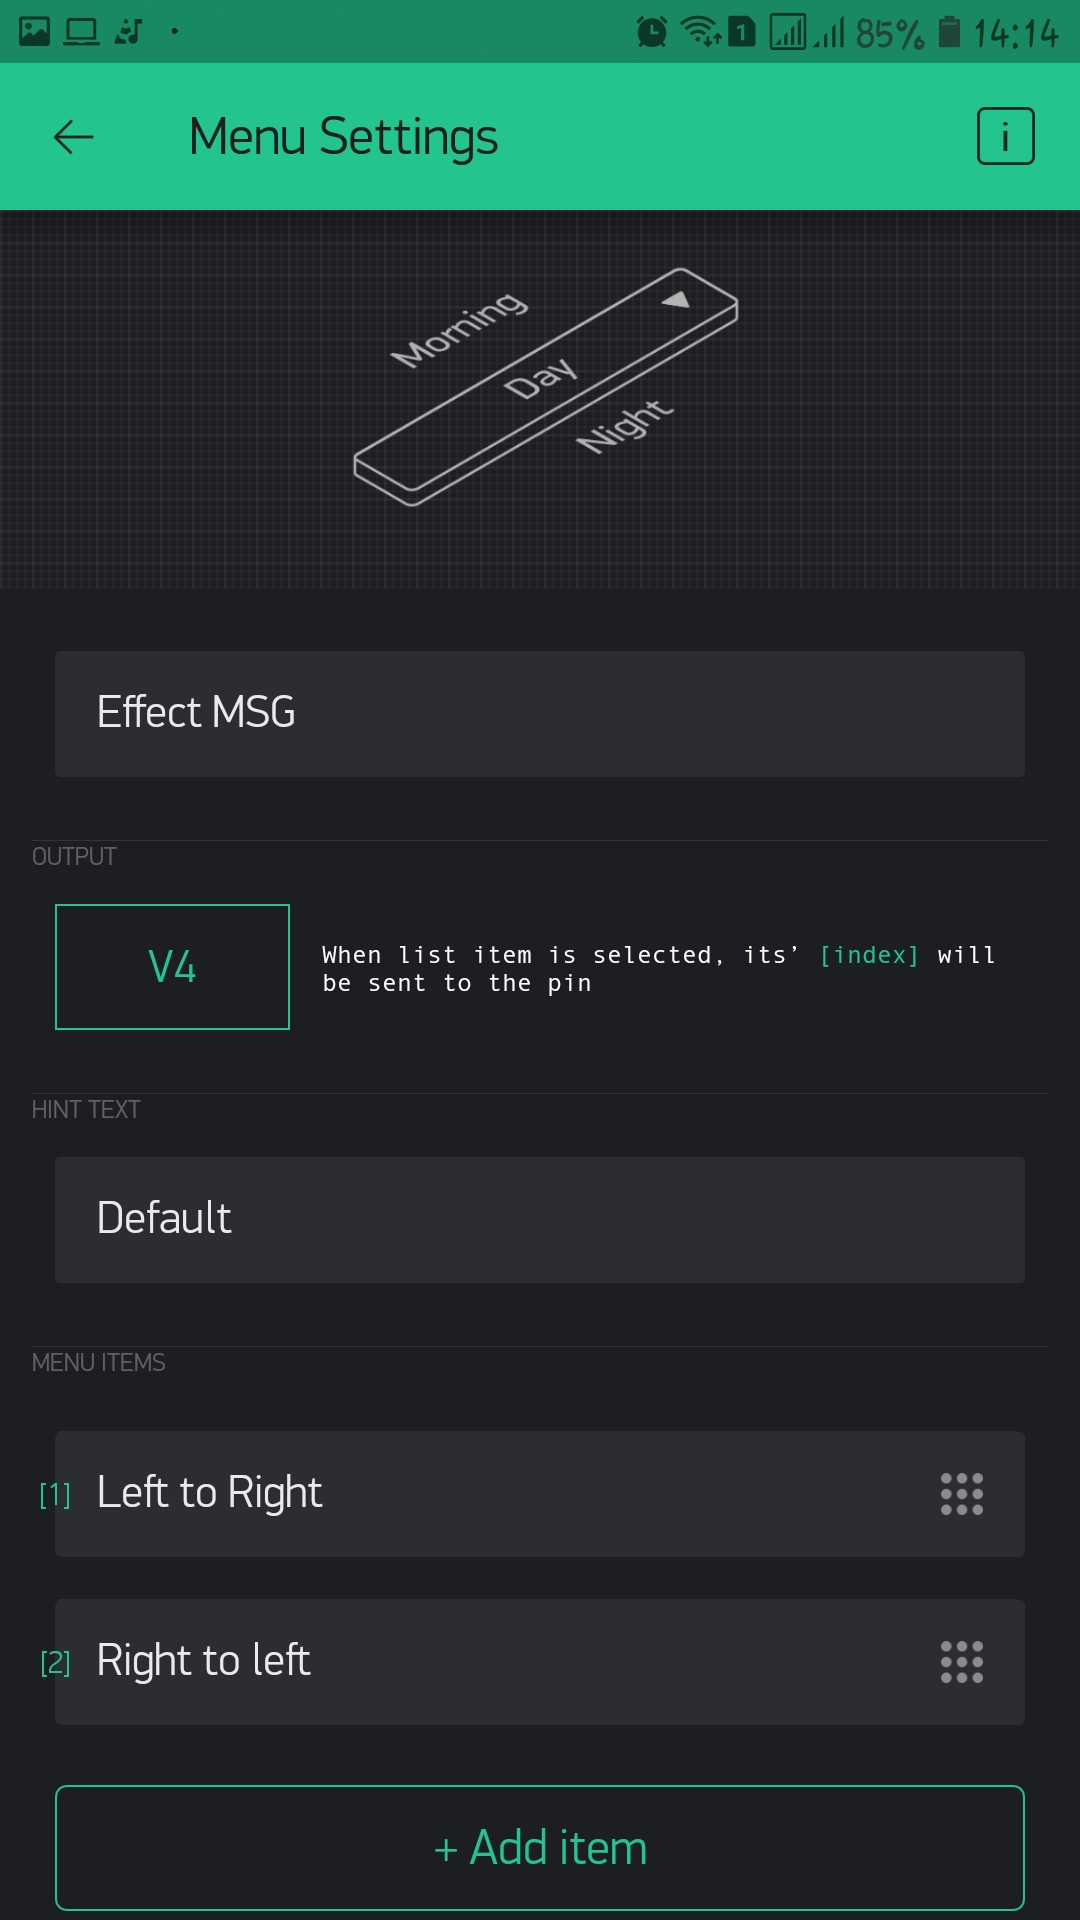 85% 14:14
Menu Settings
i
Morning
Day
Night
Effect MSG
OUTPUT
V4
When list item is selected, its’ [index] will
be sent to the pin
HINT TEXT
Default
MENU ITEMS
[1] Left to Right
[2] Right to left
+ Add item